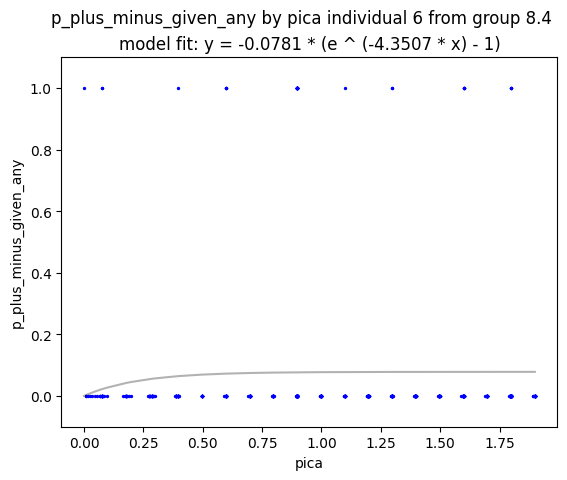 p_plus_minus_given_any by pica individual 6 from group 8.4
model fit: y = -0.0781 * (e ^ (-4.3507 * x) - 1)
1.0
0.8
0.6
0.4
0.2
0.0
p_plus_minus_given_any
0.00 0.25 0.50 0.75 1.00 1.25 1.50 1.75
pica